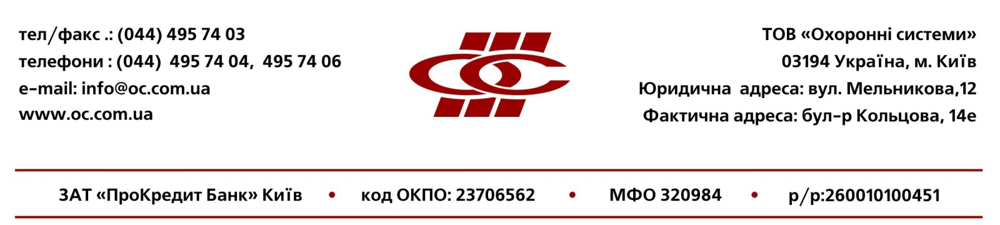 тел/факс .: (044) 495 74 03
телефони : (044)  495 74 04,  495 74 06
e-mail: info@oc.com.ua
www.oc.com.ua
ТОВ «Охоронні системи»
03194 Україна, м. Київ
Юридична  адреса: вул. Мельникова,12
Фактична адреса: бул-р Кольцова, 14е
ЗАТ «ПроКредит Банк» Київ • код ОКПО: 23706562 • МФО 320984 • р/р:260010100451